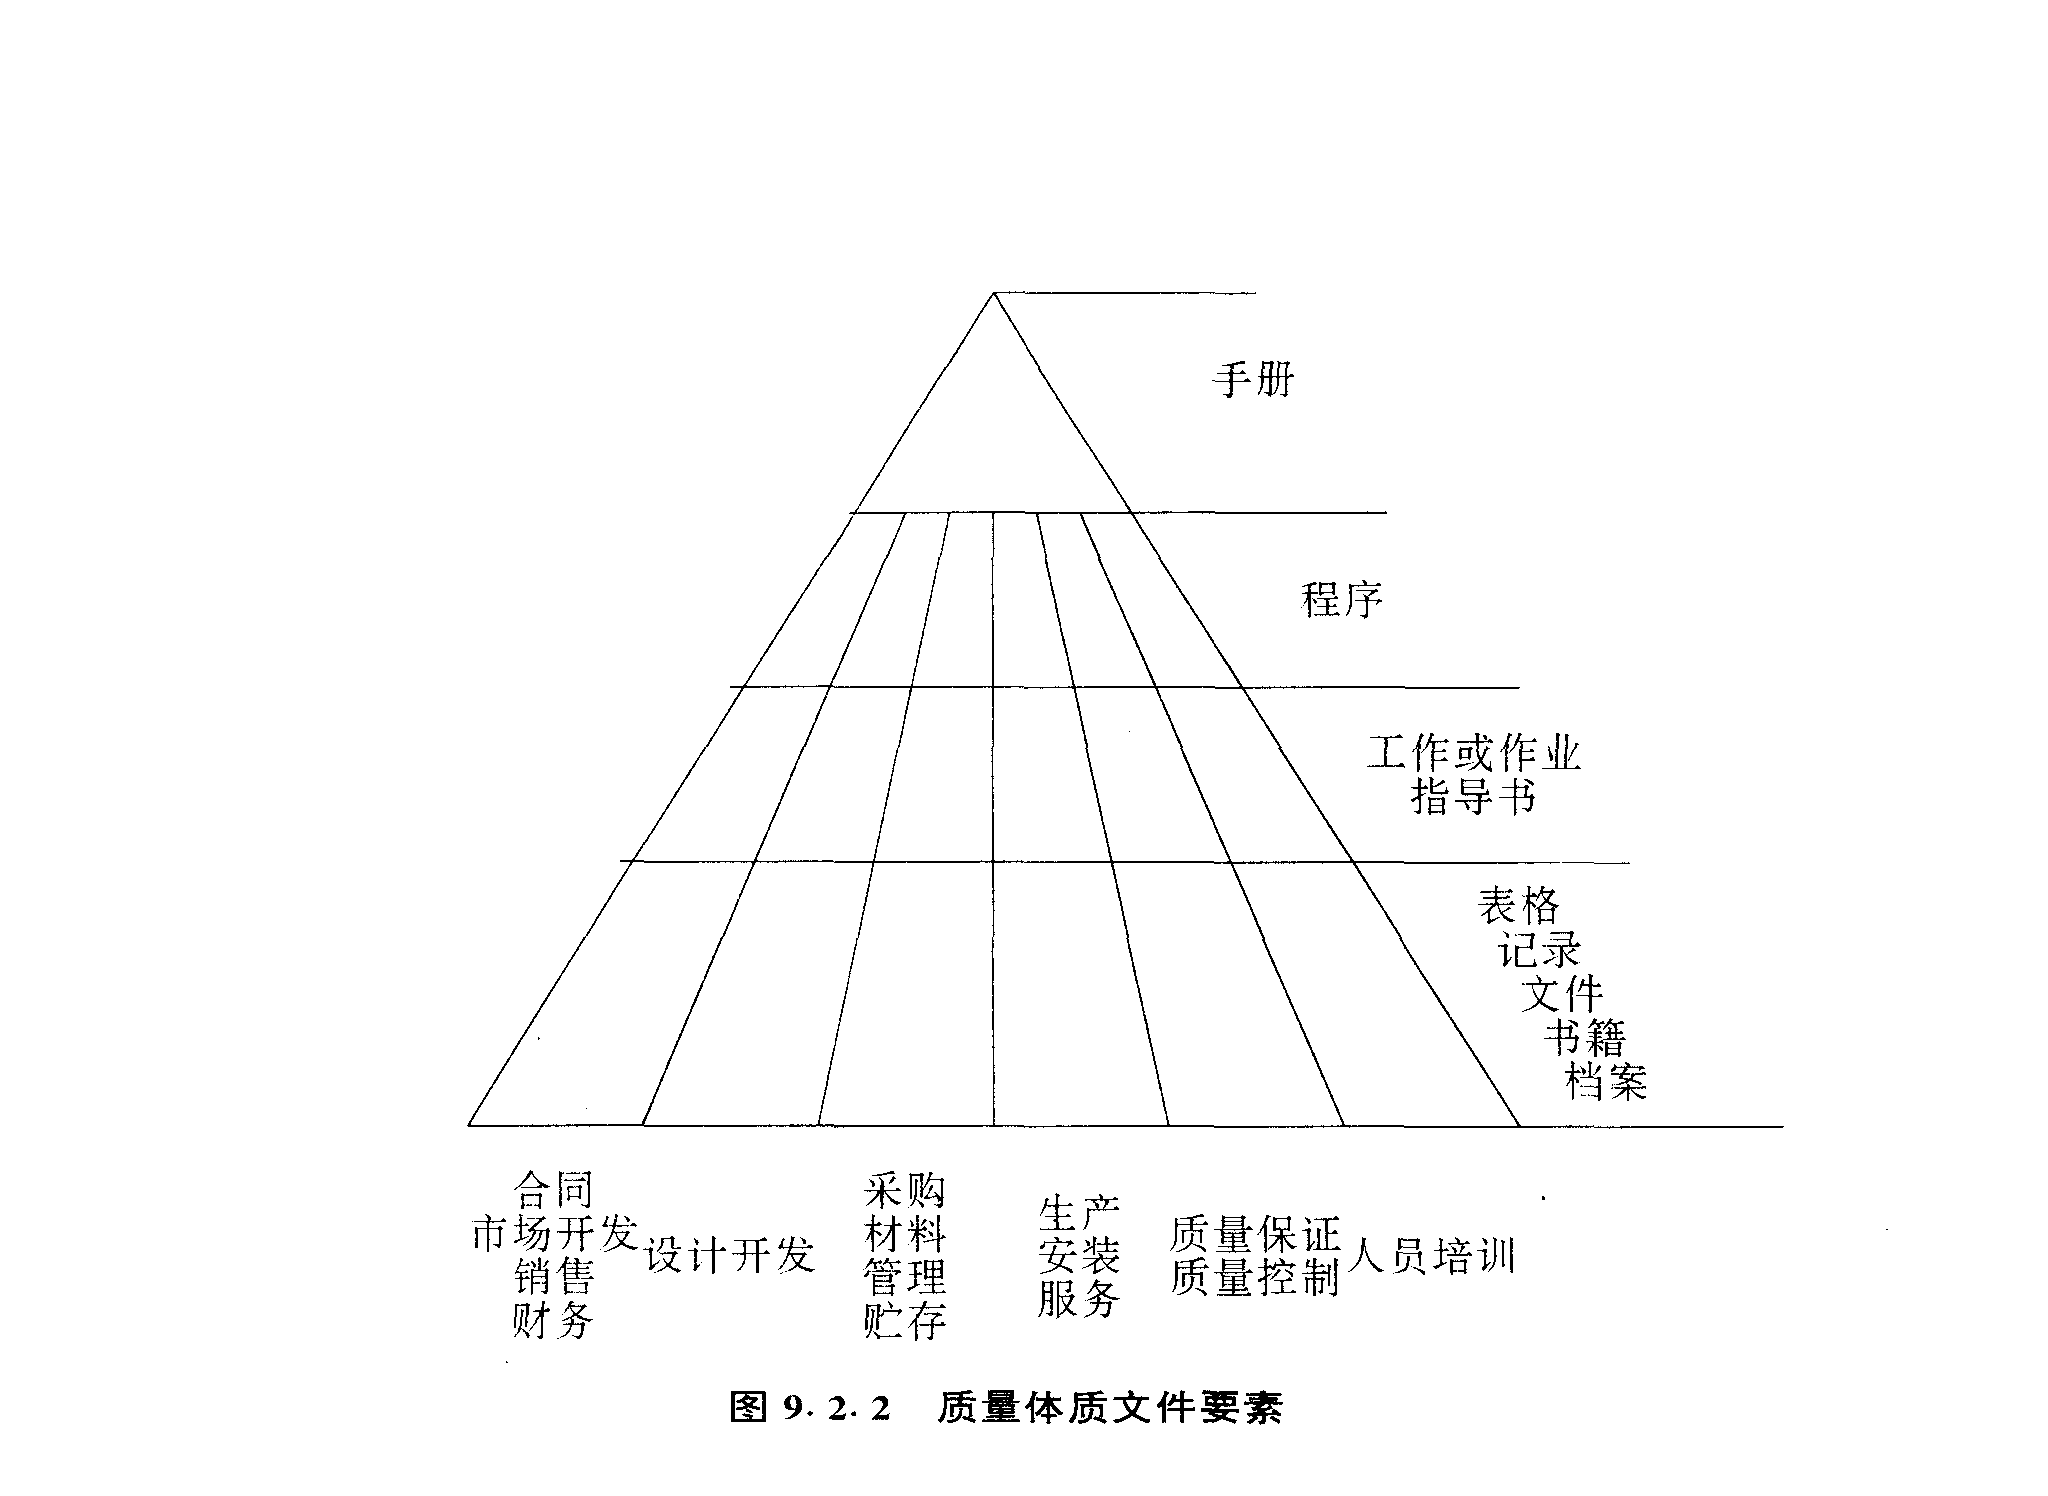 手册
程序
工作或作业
指导书
表格
记录
文件
书籍
档案
合同
市场开发
销售
财务
设计开发
采购
材料
管理
贮存
生产
安装
服务
质量保证
质量控制
人员培训
图 9.2.2 质量体质文件要素